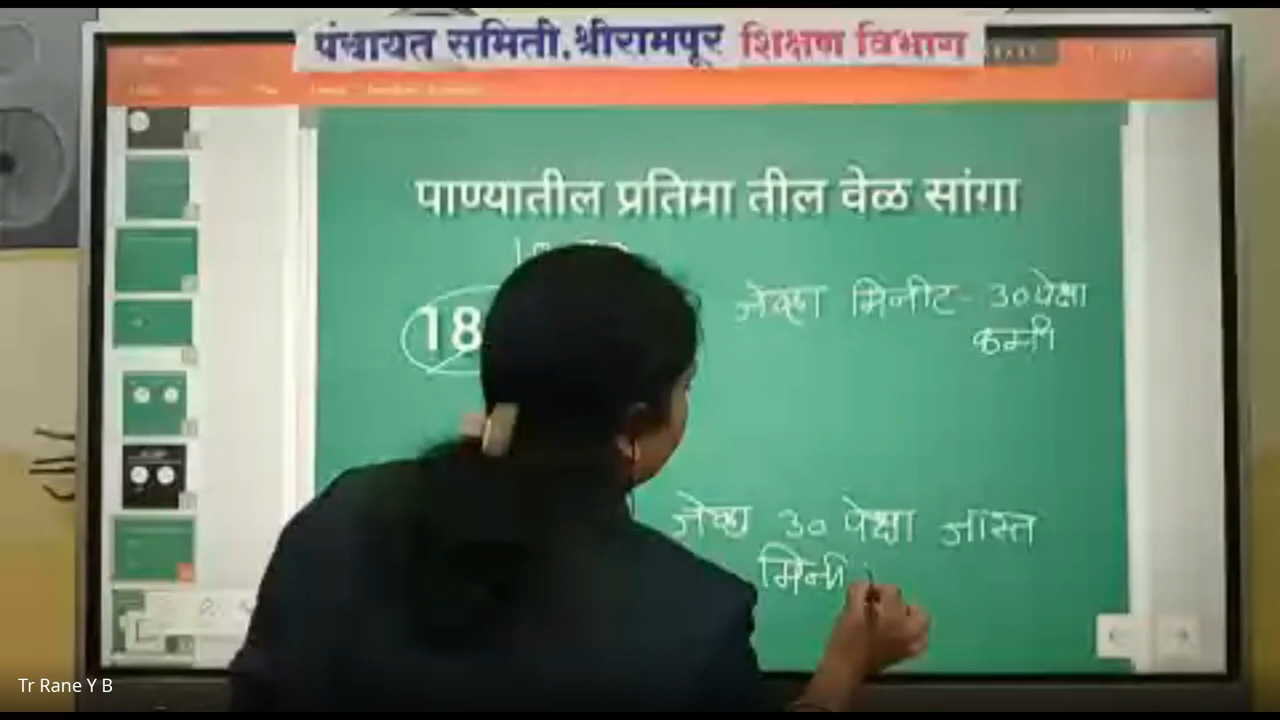 पंचायत समिती.श्रीरामपूर शिक्षण विभाग
पाण्यातील प्रतिमा तील वेळ सांगा
18
जेव्हा मिनीट - 30 पेक्षा
कमी
जेव्हा 30 पेक्षा जास्त
मिनी
Tr Rane Y B